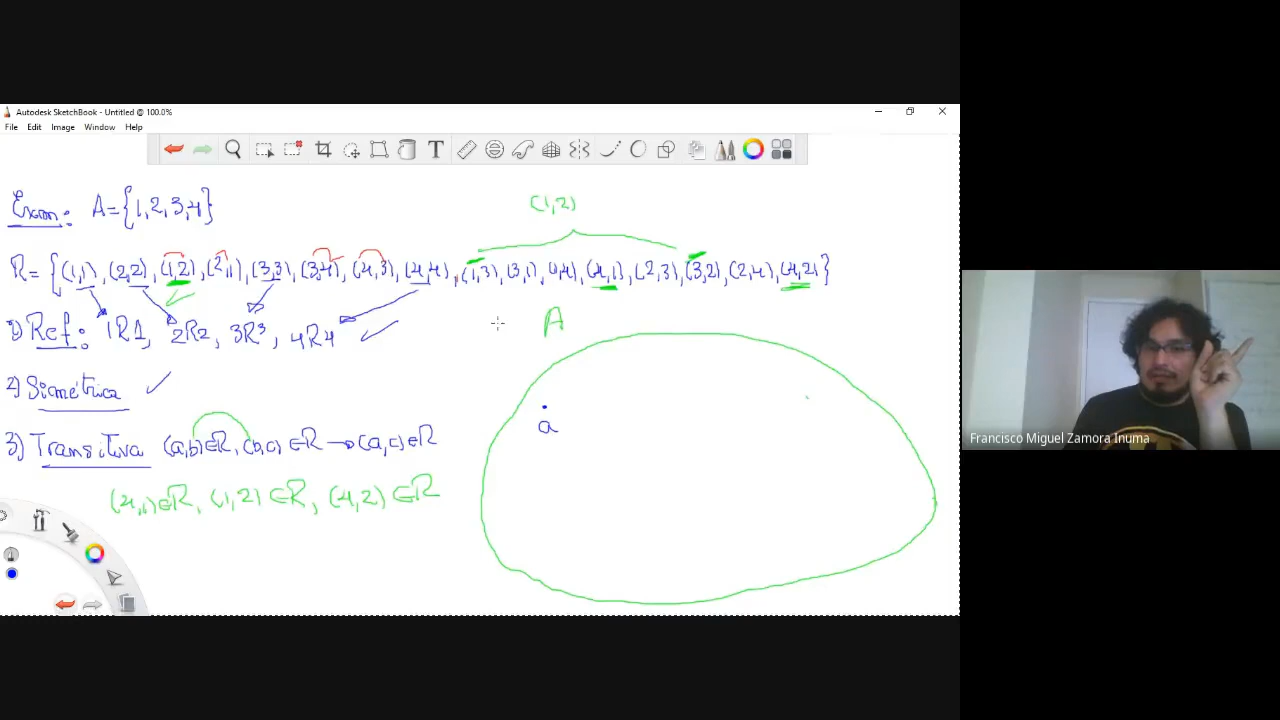 Autodesk SketchBook - Untitled @ 100.0%
File Edit Image Window Help
T
Exam: A={1,2,3,4}
(1,2)
R={(1,1),(2,2),(1,2),(2,1),(3,3),(3,4),(4,3),(4,4),(1,3),(3,1),(1,4),(4,1),(2,3),(3,2),(2,4),(4,2)}
1) Ref: 1R1, 2R2, 3R3, 4R4
A
2) Simétrica
a
3) Transitiva (a,b)∈R, (b,c)∈R → (a,c)∈R
(4,1)∈R, (1,2)∈R, (4,2)∈R
Francisco Miguel Zamora Inuma